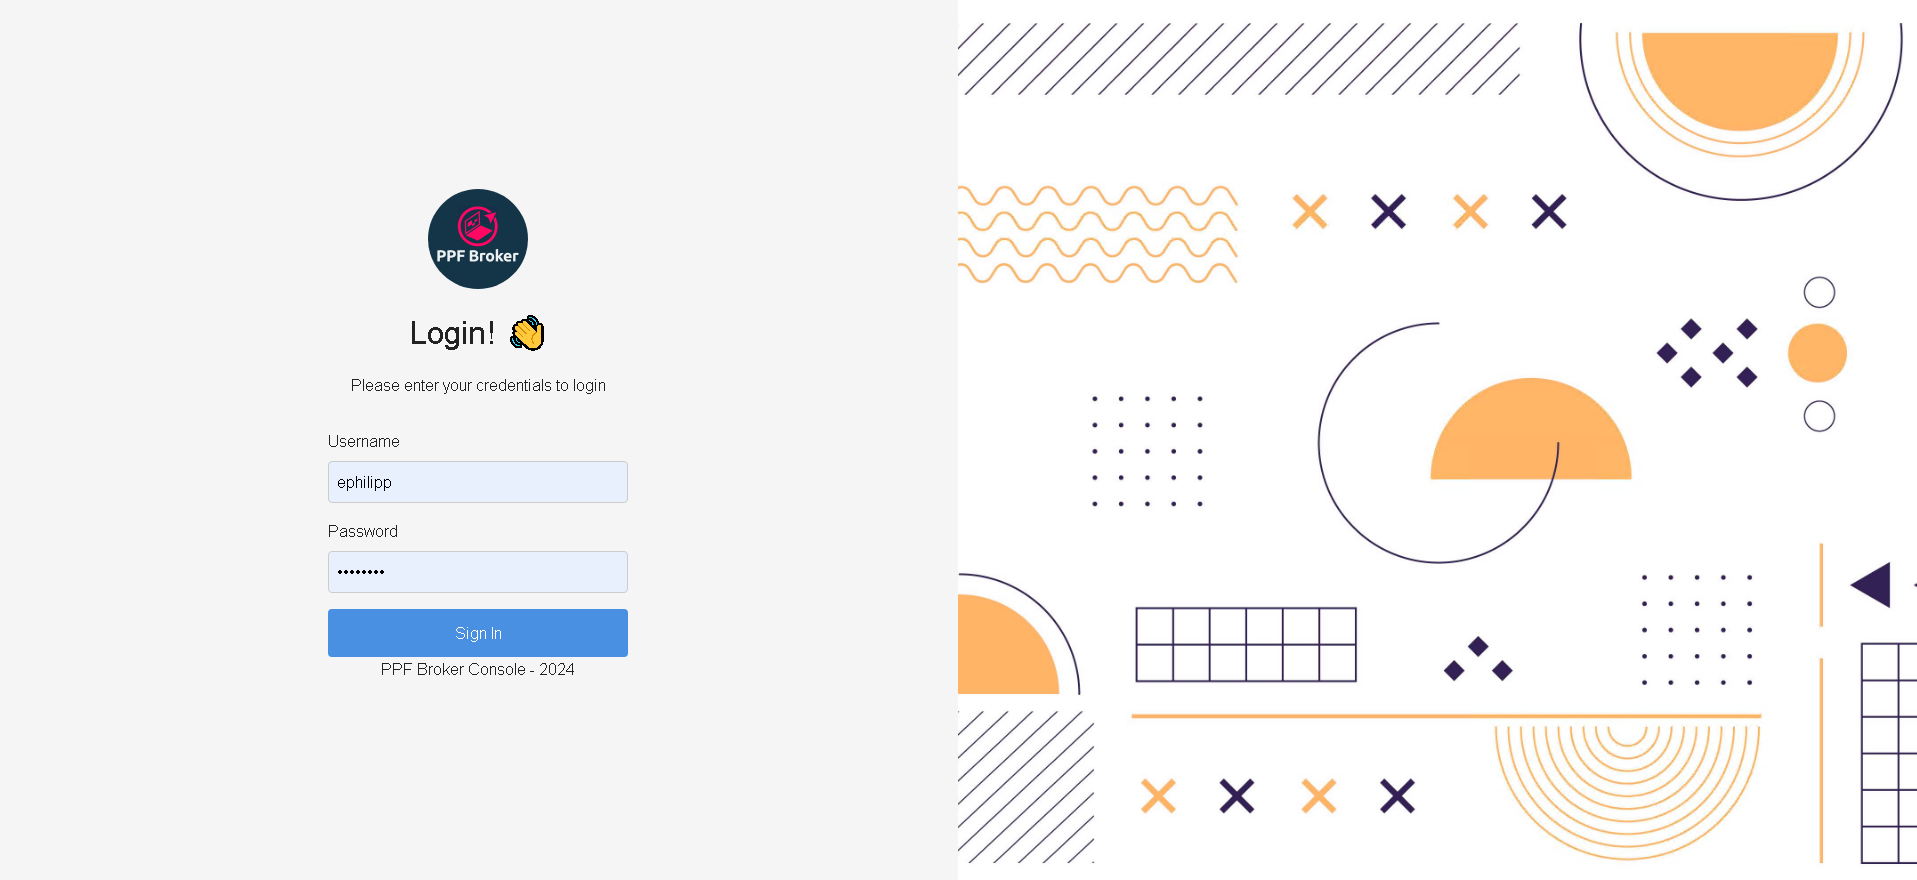 PPF Broker
Login! 👏
Please enter your credentials to login
Username
ephilipp
Password
••••••••
Sign In
PPF Broker Console - 2024